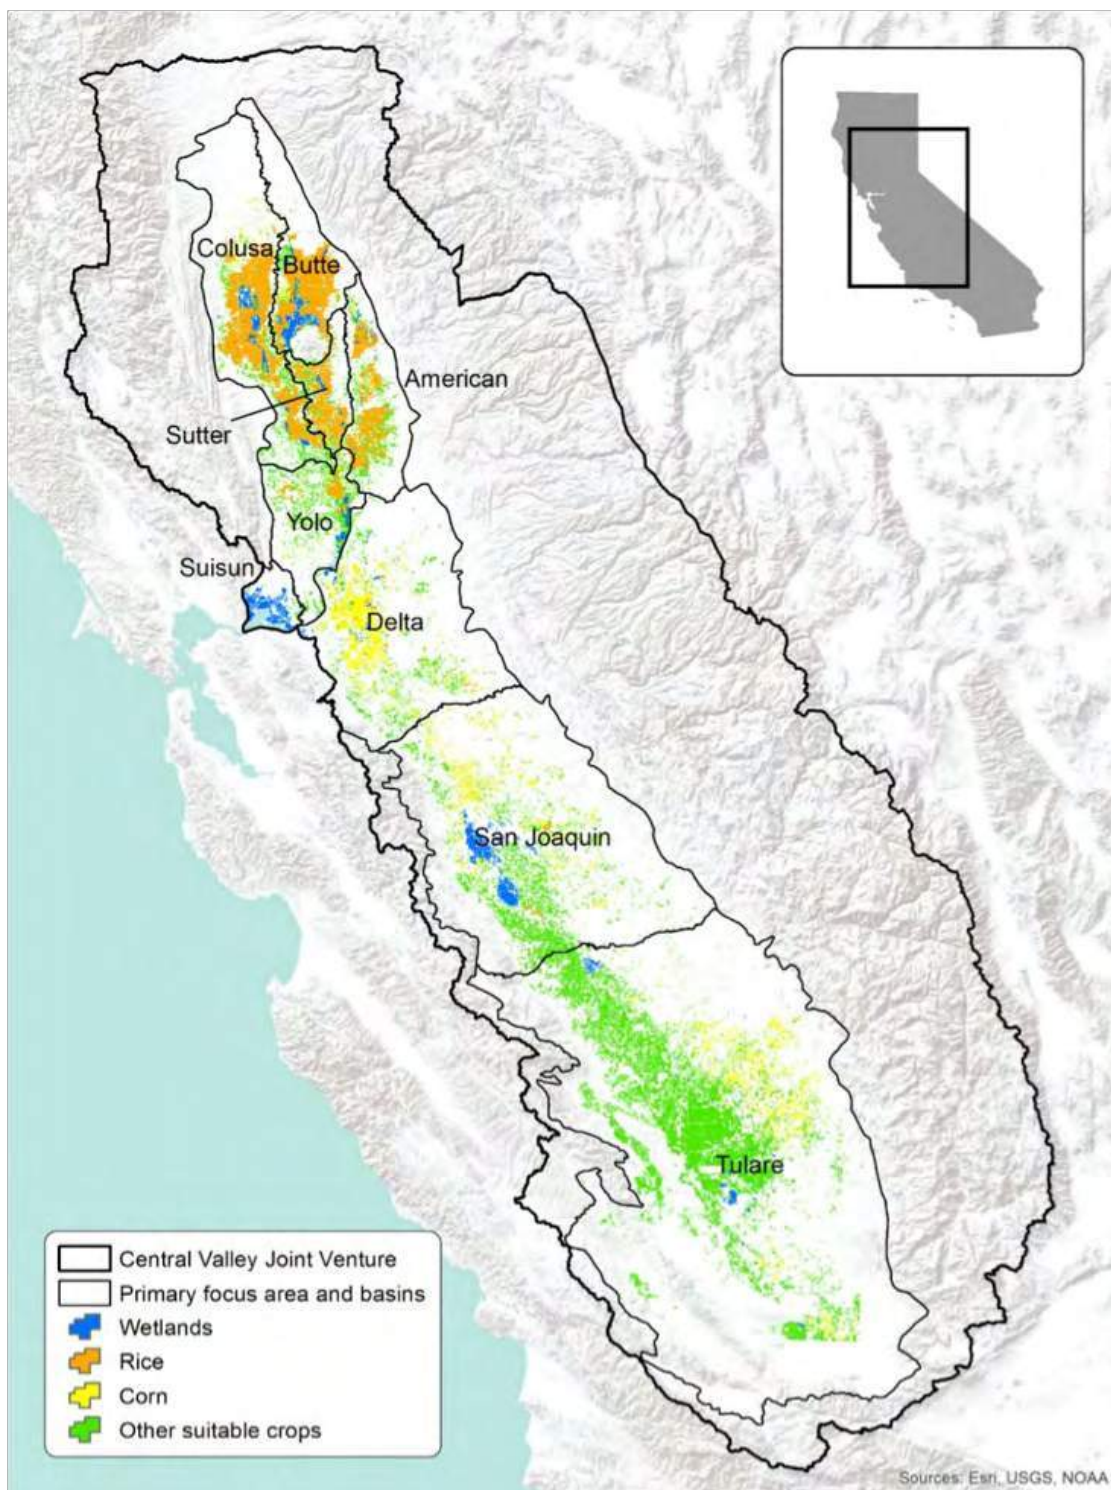 Colusa
Butte
American
Sutter
Yolo
Suisun
Delta
San Joaquin
Tulare
Central Valley Joint Venture
Primary focus area and basins
Wetlands
Rice
Corn
Other suitable crops
Sources: Esri, USGS, NOAA